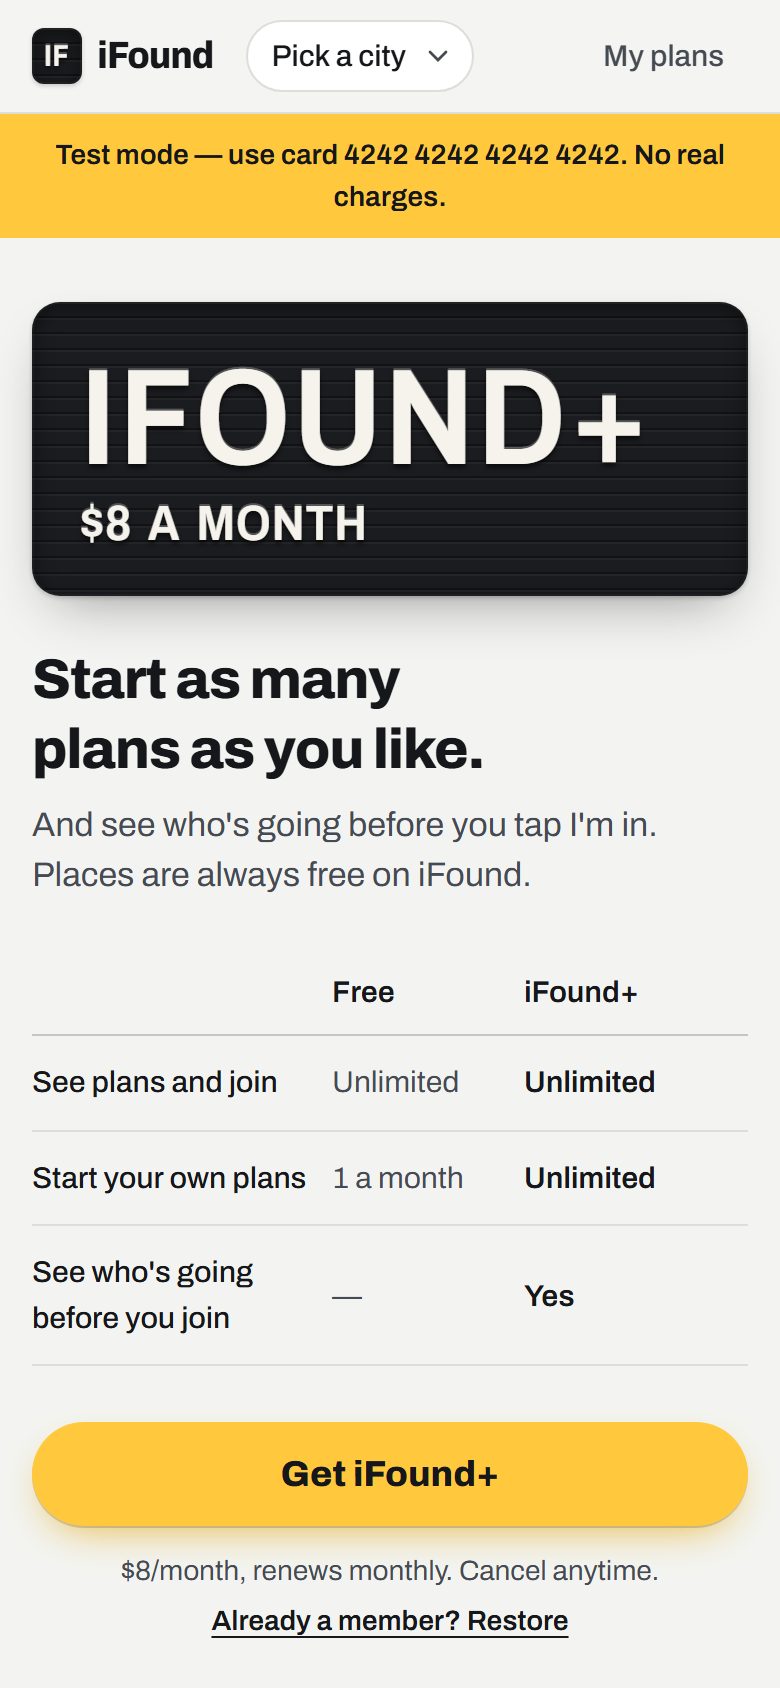 IF iFound Pick a city My plans
Test mode — use card 4242 4242 4242 4242. No real
charges.
IFOUND+
$8 A MONTH
Start as many
plans as you like.
And see who's going before you tap I'm in.
Places are always free on iFound.
Free iFound+
See plans and join Unlimited Unlimited
Start your own plans 1 a month Unlimited
See who's going
before you join — Yes
Get iFound+
$8/month, renews monthly. Cancel anytime.
Already a member? Restore